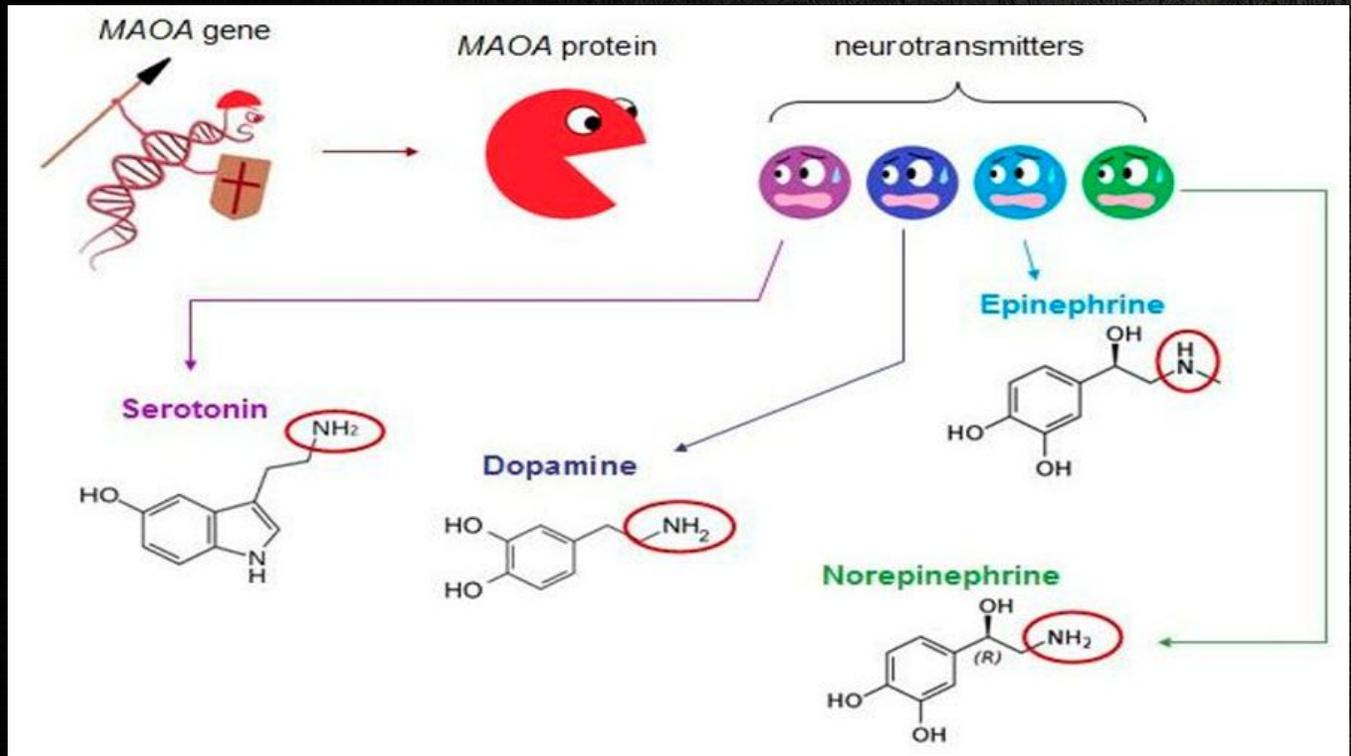 MAOA gene
MAOA protein
neurotransmitters
Epinephrine
OH
H
N
HO
OH
Serotonin
NH₂
HO
N
H
Dopamine
HO
NH₂
HO
Norepinephrine
OH
NH₂
(R)
HO
OH